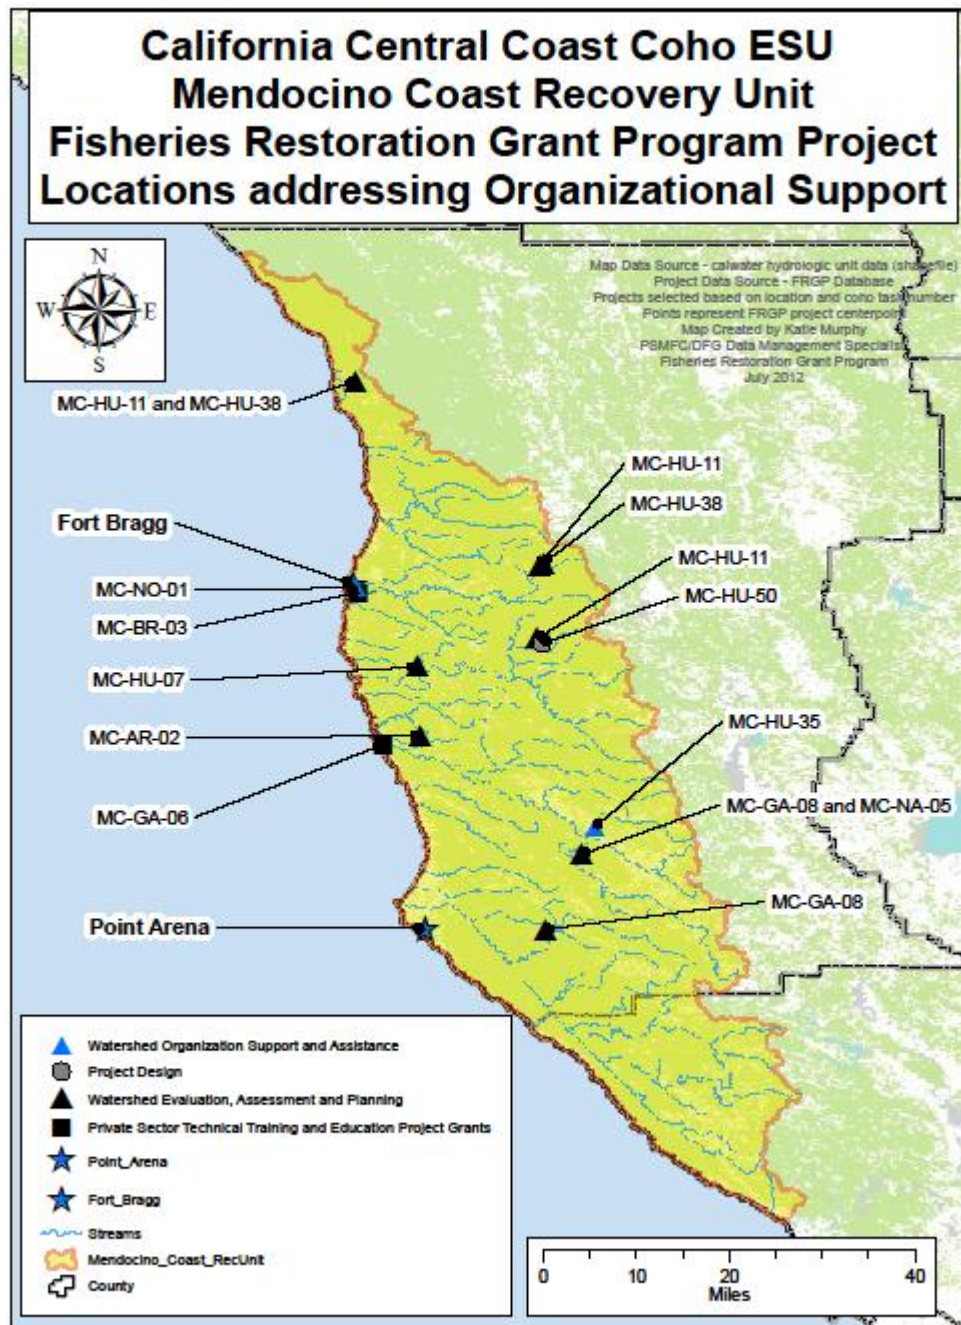 California Central Coast Coho ESU
Mendocino Coast Recovery Unit
Fisheries Restoration Grant Program Project
Locations addressing Organizational Support
N
W
E
S
Map Data Source - calwater hydrologic unit data (shapefile)
Project Data Source - FRGP Database
Projects selected based on location and coho task number
Points represent FRGP project centerpoint
Map Created by Katie Murphy
PSMFC/DFG Data Management Specialist
Fisheries Restoration Grant Program
July 2012
MC-HU-11 and MC-HU-38
MC-HU-11
MC-HU-38
Fort Bragg
MC-HU-11
MC-NO-01
MC-HU-50
MC-BR-03
MC-HU-07
MC-HU-35
MC-AR-02
MC-GA-08 and MC-NA-05
MC-GA-06
MC-GA-08
Point Arena
Watershed Organization Support and Assistance
Project Design
Watershed Evaluation, Assessment and Planning
Private Sector Technical Training and Education Project Grants
Point_Arena
Fort_Bragg
Streams
Mendocino_Coast_RecUnit
County
0 10 20 40
Miles